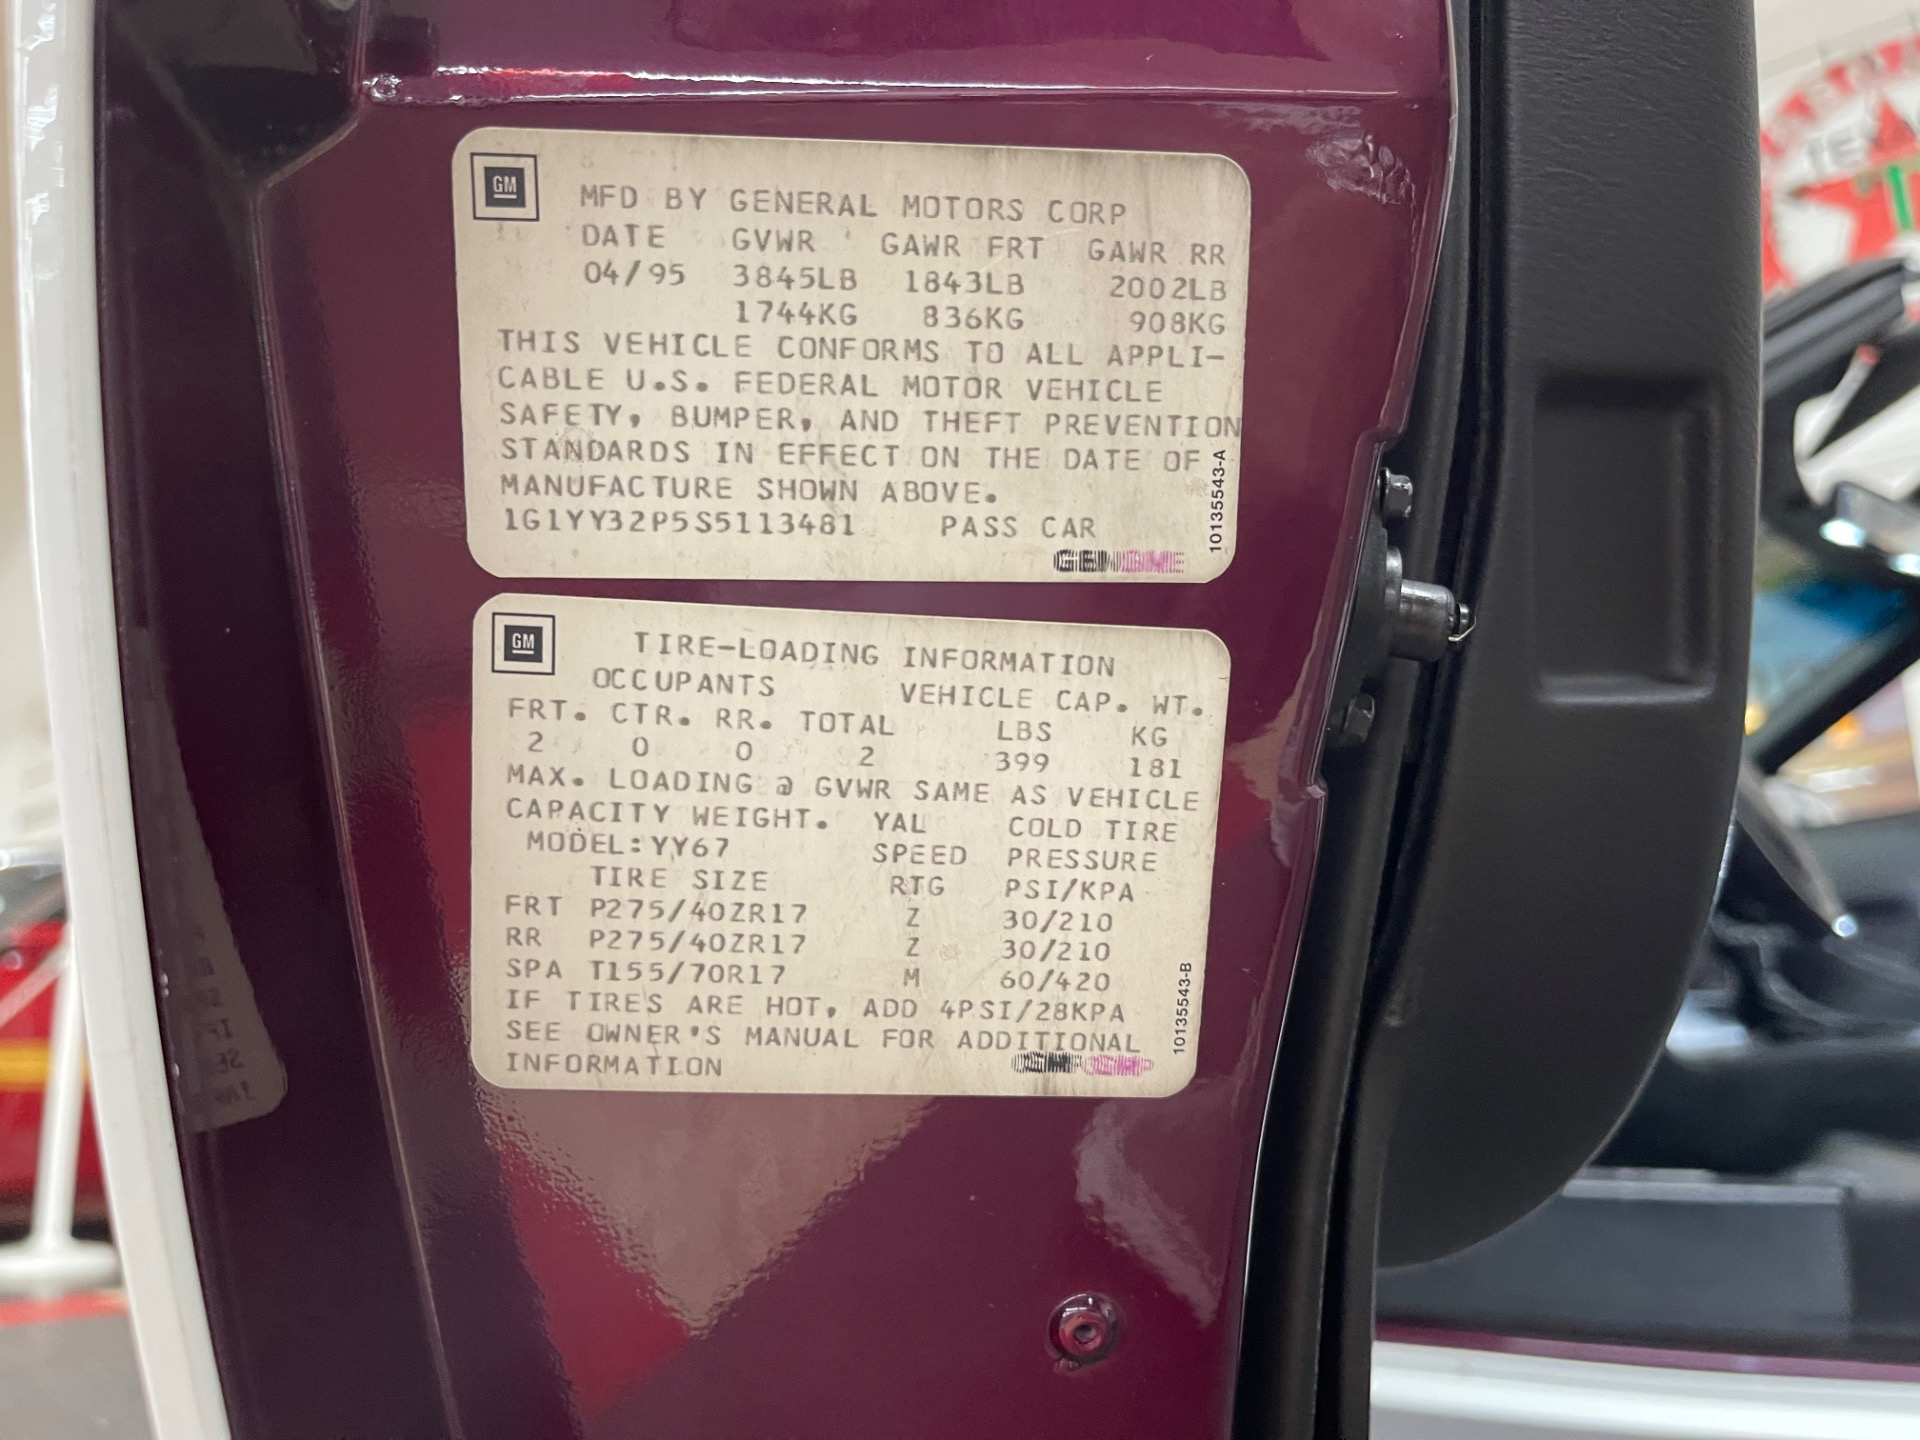 GM
MFD BY GENERAL MOTORS CORP
DATE GVWR GAWR FRT GAWR RR
04/95 3845LB 1843LB 2002LB
1744KG 836KG 908KG
THIS VEHICLE CONFORMS TO ALL APPLI-
CABLE U.S. FEDERAL MOTOR VEHICLE
SAFETY, BUMPER, AND THEFT PREVENTION
STANDARDS IN EFFECT ON THE DATE OF
MANUFACTURE SHOWN ABOVE.
1G1YY32P5S5113481 PASS CAR
10135543-A
GM
TIRE-LOADING INFORMATION
OCCUPANTS VEHICLE CAP. WT.
FRT. CTR. RR. TOTAL LBS KG
2 0 0 2 399 181
MAX. LOADING @ GVWR SAME AS VEHICLE
CAPACITY WEIGHT. YAL COLD TIRE
MODEL:YY67 SPEED PRESSURE
TIRE SIZE RTG PSI/KPA
FRT P275/40ZR17 Z 30/210
RR P275/40ZR17 Z 30/210
SPA T155/70R17 M 60/420
IF TIRES ARE HOT, ADD 4PSI/28KPA
SEE OWNER'S MANUAL FOR ADDITIONAL
INFORMATION
10135543-B